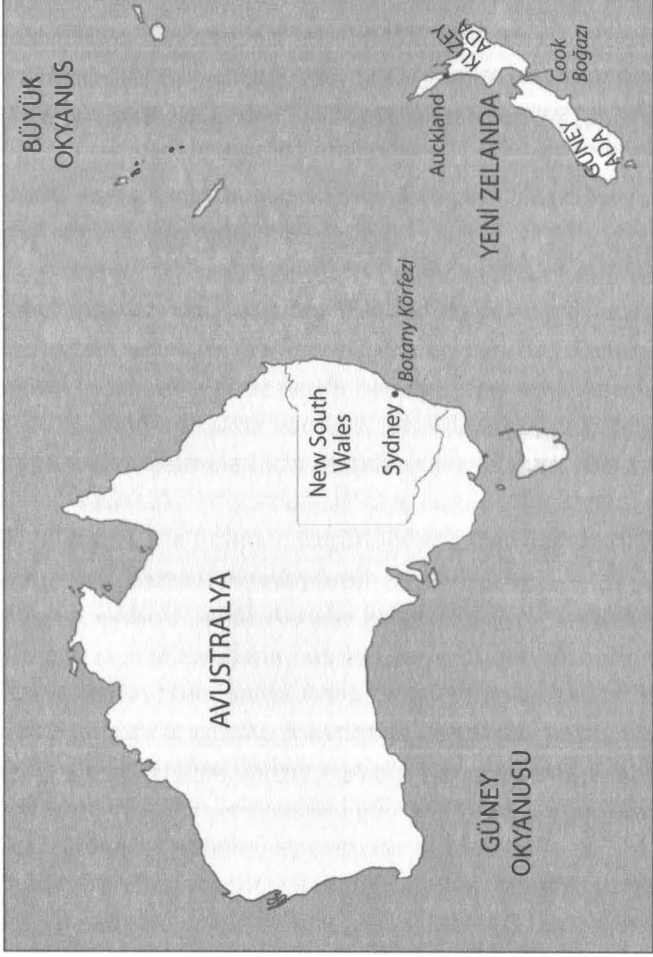 BÜYÜK
OKYANUS
AVUSTRALYA
New South
Wales
Sydney
Botany Körfezi
Auckland
KUZEY
ADA
YENİ ZELANDA
Cook
Boğazı
GÜNEY
ADA
GÜNEY
OKYANUSU